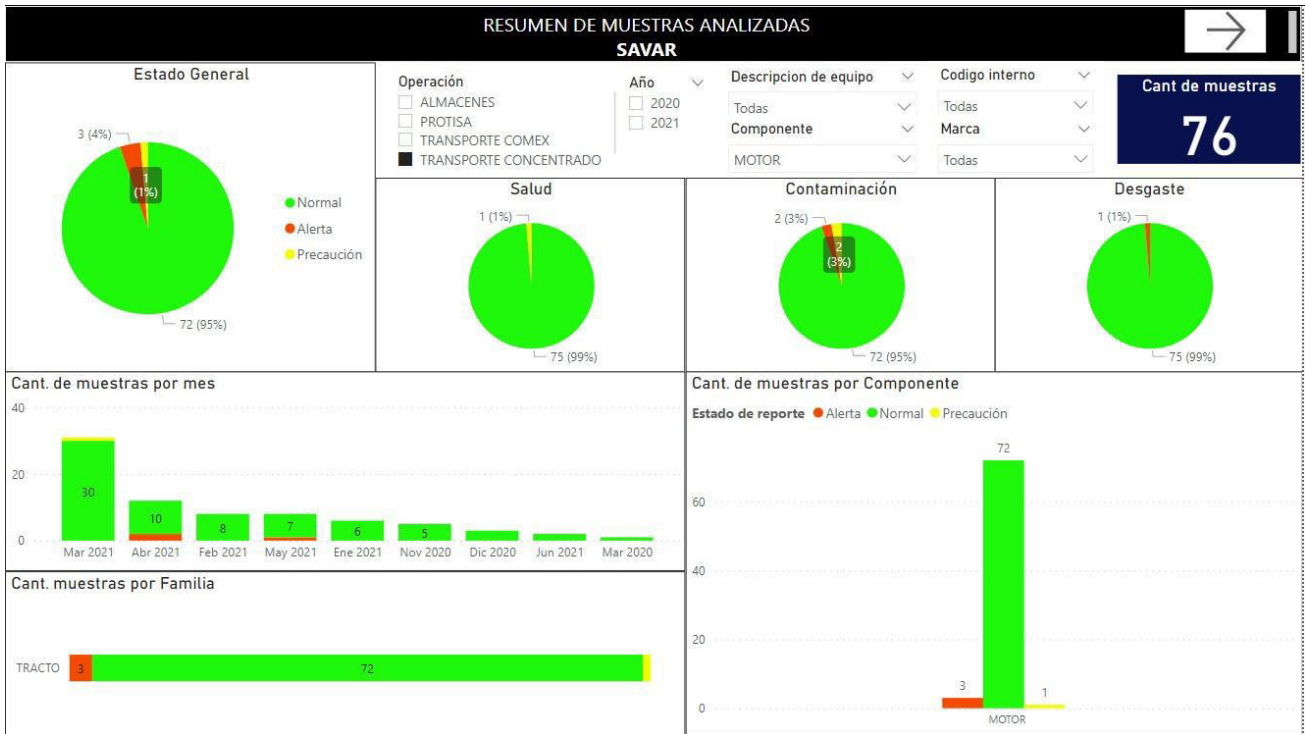 RESUMEN DE MUESTRAS ANALIZADAS
SAVAR
Estado General
3 (4%)
1
(1%)
72 (95%)
Normal
Alerta
Precaución
Operación
ALMACENES
PROTISA
TRANSPORTE COMEX
TRANSPORTE CONCENTRADO
Año
2020
2021
Descripcion de equipo
Todas
Componente
MOTOR
Codigo interno
Todas
Marca
Todas
Cant de muestras
76
Salud
1 (1%)
75 (99%)
Contaminación
2 (3%)
2
(3%)
72 (95%)
Desgaste
1 (1%)
75 (99%)
Cant. de muestras por mes
40
20
0
30
10
8
7
6
5
Mar 2021 Abr 2021 Feb 2021 May 2021 Ene 2021 Nov 2020 Dic 2020 Jun 2021 Mar 2020
Cant. muestras por Familia
TRACTO 3 72
Cant. de muestras por Componente
Estado de reporte Alerta Normal Precaución
60
40
20
0
3
72
1
MOTOR